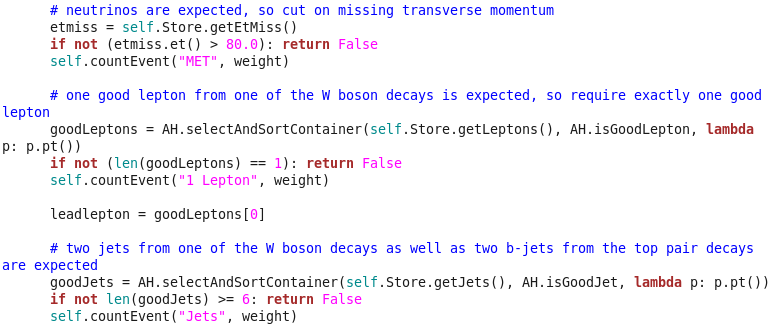 # neutrinos are expected, so cut on missing transverse momentum
etmiss = self.Store.getEtMiss()
if not (etmiss.et() > 80.0): return False
self.countEvent("MET", weight)

# one good lepton from one of the W boson decays is expected, so require exactly one good
lepton
goodLeptons = AH.selectAndSortContainer(self.Store.getLeptons(), AH.isGoodLepton, lambda
p: p.pt())
if not (len(goodLeptons) == 1): return False
self.countEvent("1 Lepton", weight)

leadlepton = goodLeptons[0]

# two jets from one of the W boson decays as well as two b-jets from the top pair decays
are expected
goodJets = AH.selectAndSortContainer(self.Store.getJets(), AH.isGoodJet, lambda p: p.pt())
if not len(goodJets) >= 6: return False
self.countEvent("Jets", weight)